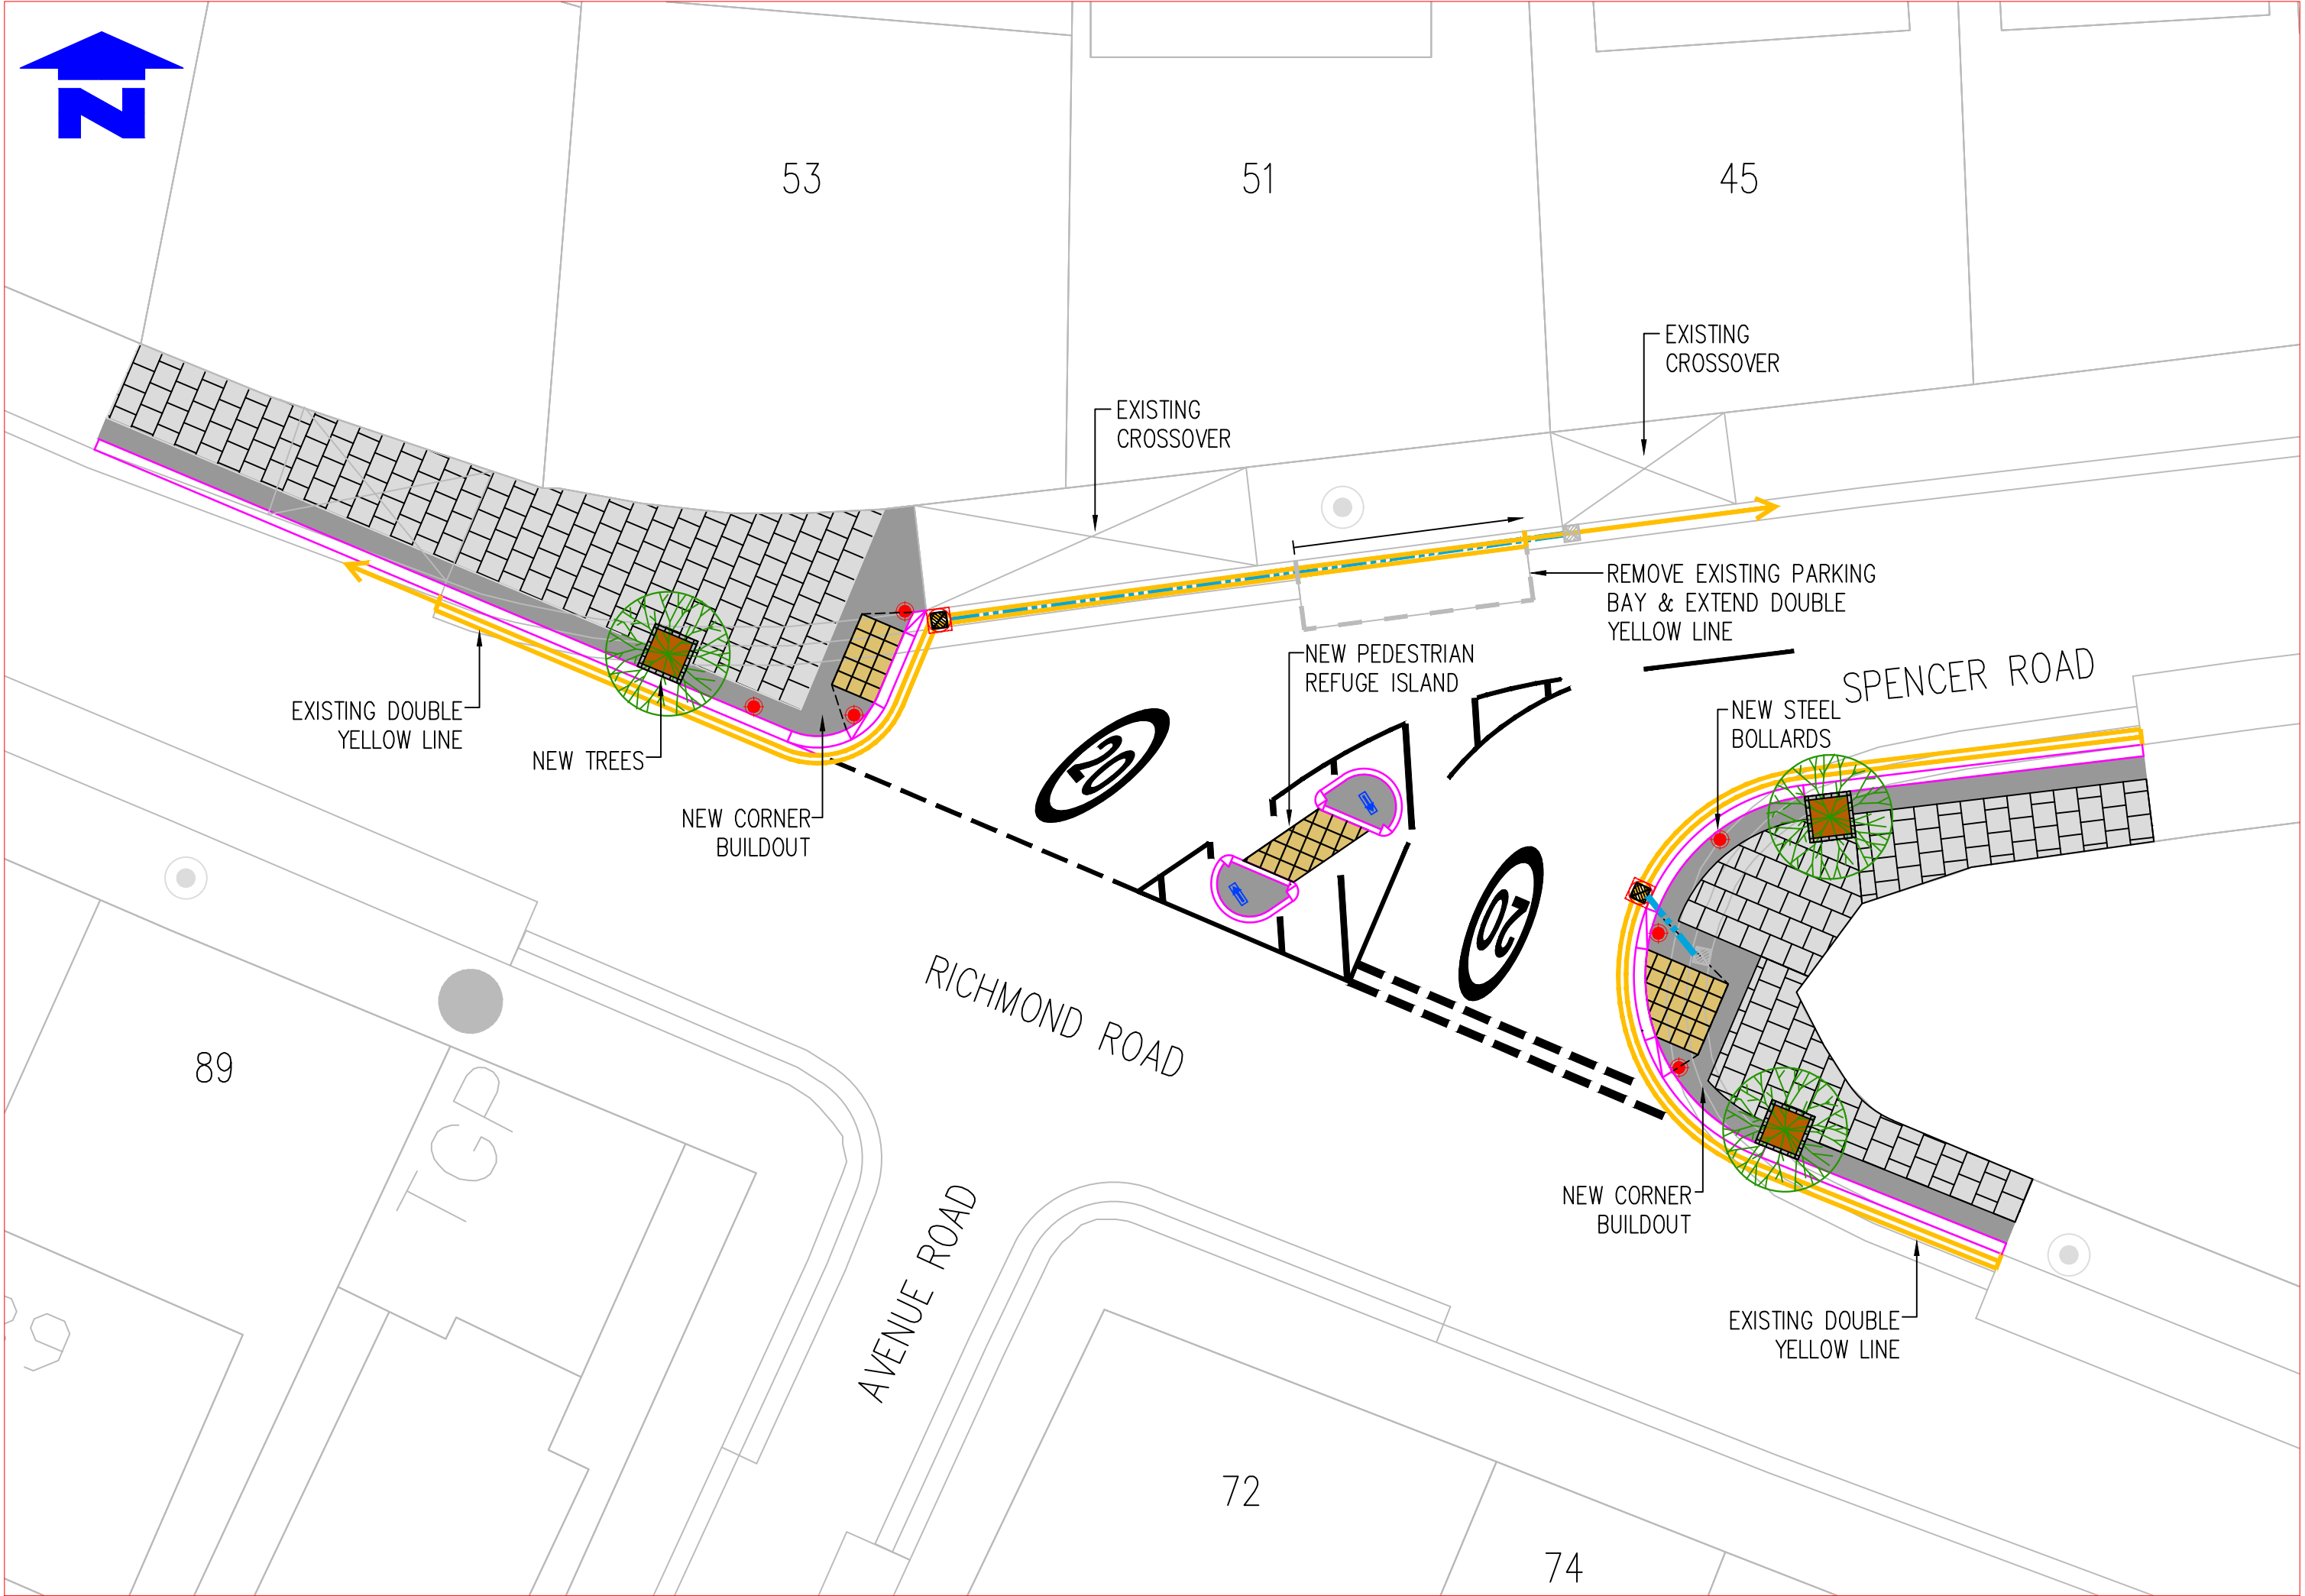 N
53
51
45
EXISTING
CROSSOVER
EXISTING
CROSSOVER
REMOVE EXISTING PARKING
BAY & EXTEND DOUBLE
YELLOW LINE
NEW PEDESTRIAN
REFUGE ISLAND
SPENCER ROAD
EXISTING DOUBLE
YELLOW LINE
NEW TREES
NEW STEEL
BOLLARDS
20
NEW CORNER
BUILDOUT
20
RICHMOND ROAD
89
TCP
NEW CORNER
BUILDOUT
AVENUE ROAD
EXISTING DOUBLE
YELLOW LINE
9
72
74